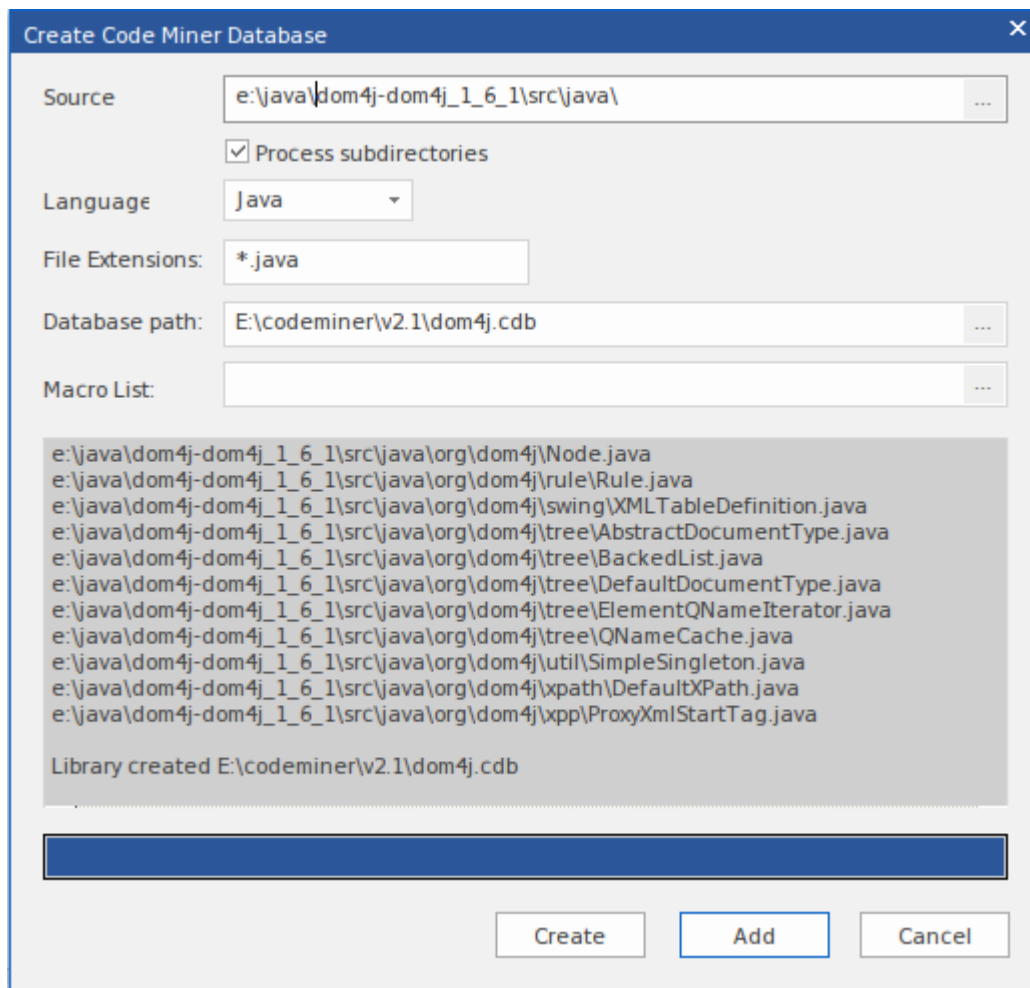 Create Code Miner Database
Source
e:\java\dom4j-dom4j_1_6_1\src\java\
...
Process subdirectories
Language
Java
File Extensions:
*.java
Database path:
E:\codeminer\v2.1\dom4j.cdb
...
Macro List:
...
e:\java\dom4j-dom4j_1_6_1\src\java\org\dom4j\Node.java
e:\java\dom4j-dom4j_1_6_1\src\java\org\dom4j\rule\Rule.java
e:\java\dom4j-dom4j_1_6_1\src\java\org\dom4j\swing\XMLTableDefinition.java
e:\java\dom4j-dom4j_1_6_1\src\java\org\dom4j\tree\AbstractDocumentType.java
e:\java\dom4j-dom4j_1_6_1\src\java\org\dom4j\tree\BackedList.java
e:\java\dom4j-dom4j_1_6_1\src\java\org\dom4j\tree\DefaultDocumentType.java
e:\java\dom4j-dom4j_1_6_1\src\java\org\dom4j\tree\ElementQNameIterator.java
e:\java\dom4j-dom4j_1_6_1\src\java\org\dom4j\tree\QNameCache.java
e:\java\dom4j-dom4j_1_6_1\src\java\org\dom4j\util\SimpleSingleton.java
e:\java\dom4j-dom4j_1_6_1\src\java\org\dom4j\xpath\DefaultXPath.java
e:\java\dom4j-dom4j_1_6_1\src\java\org\dom4j\xpp\ProxyXmlStartTag.java
Library created E:\codeminer\v2.1\dom4j.cdb
Create
Add
Cancel